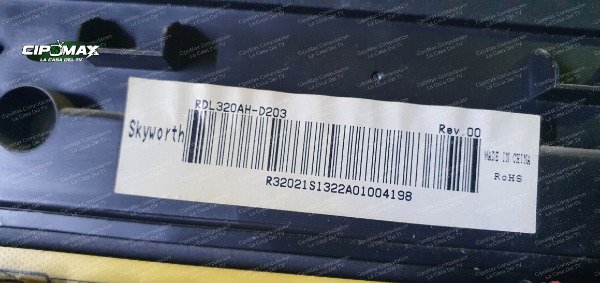 CIPOMAX
LA CASA DEL TV
RDL320AH-D203
Rev.00
Skyworth
MADE IN CHINA
RoHS
R32021S1322A01004198